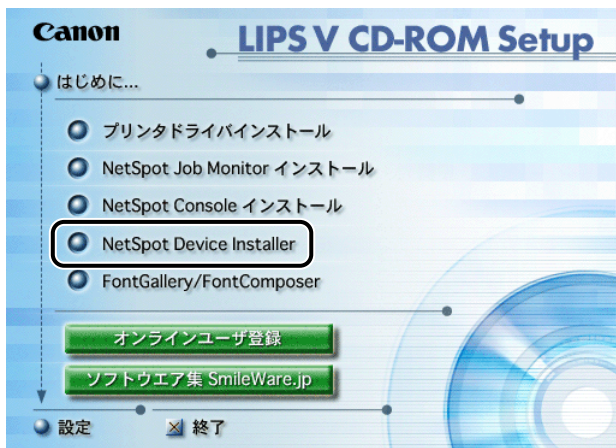 Canon
LIPS V CD-ROM Setup
はじめに...
プリンタドライバインストール
NetSpot Job Monitor インストール
NetSpot Console インストール
NetSpot Device Installer
FontGallery/FontComposer
オンラインユーザ登録
ソフトウエア集 SmileWare.jp
設定
終了